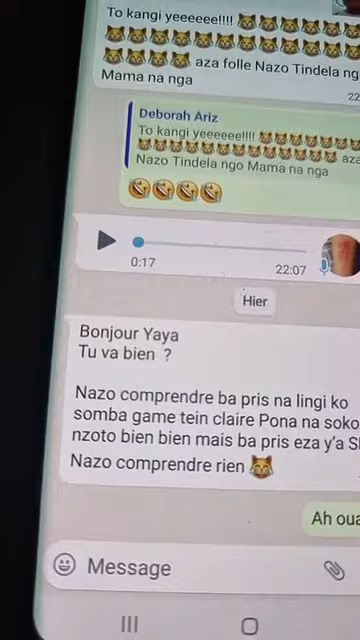 To kangi yeeeeee!!!! 😹😹😹😹😹😹
😹😹😹😹😹😹😹😹😹😹😹😹
😹😹😹😹 aza folle Nazo Tindela ng
Mama na nga
22
Deborah Ariz
To kangi yeeeeee!!!! 😹😹😹😹😹😹😹
😹😹😹😹😹😹😹😹😹😹😹😹😹😹 aza
Nazo Tindela ngo Mama na nga
🤣🤣🤣🤣
0:17
22:07
Hier
Bonjour Yaya
Tu va bien ?
Nazo comprendre ba pris na lingi ko
somba game tein claire Pona na soko
nzoto bien bien mais ba pris eza y'a
Nazo comprendre rien 😹
Ah oua
Message